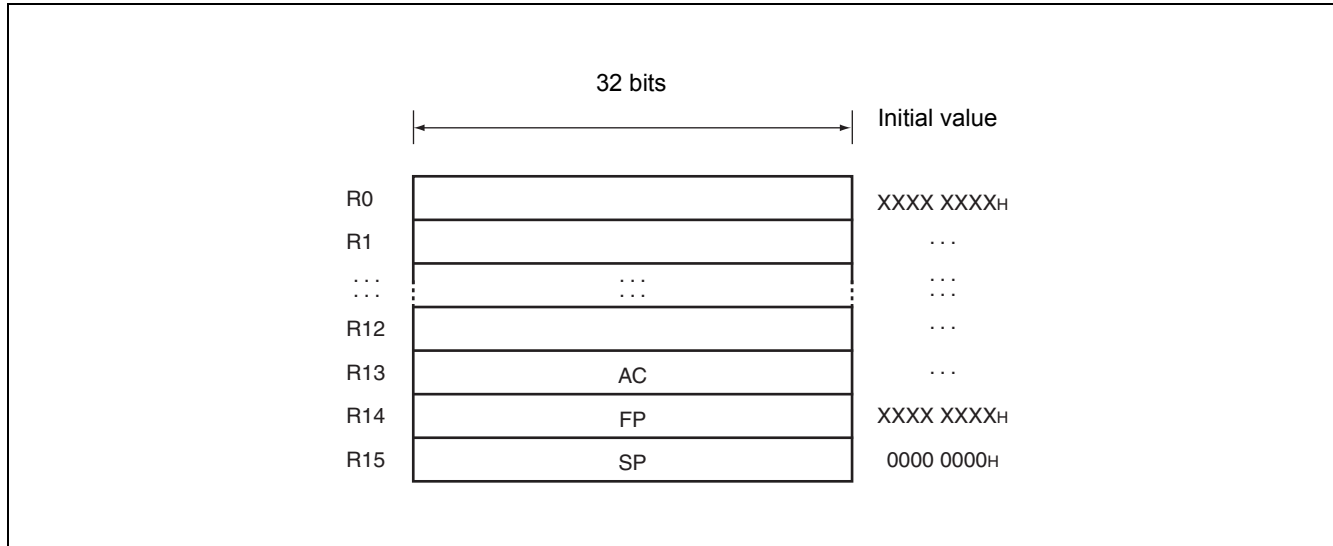 32 bits
Initial value
R0 XXXX XXXXH
R1 ...
... ... ...
... ... ...
R12 ...
R13 AC ...
R14 FP XXXX XXXXH
R15 SP 0000 0000H